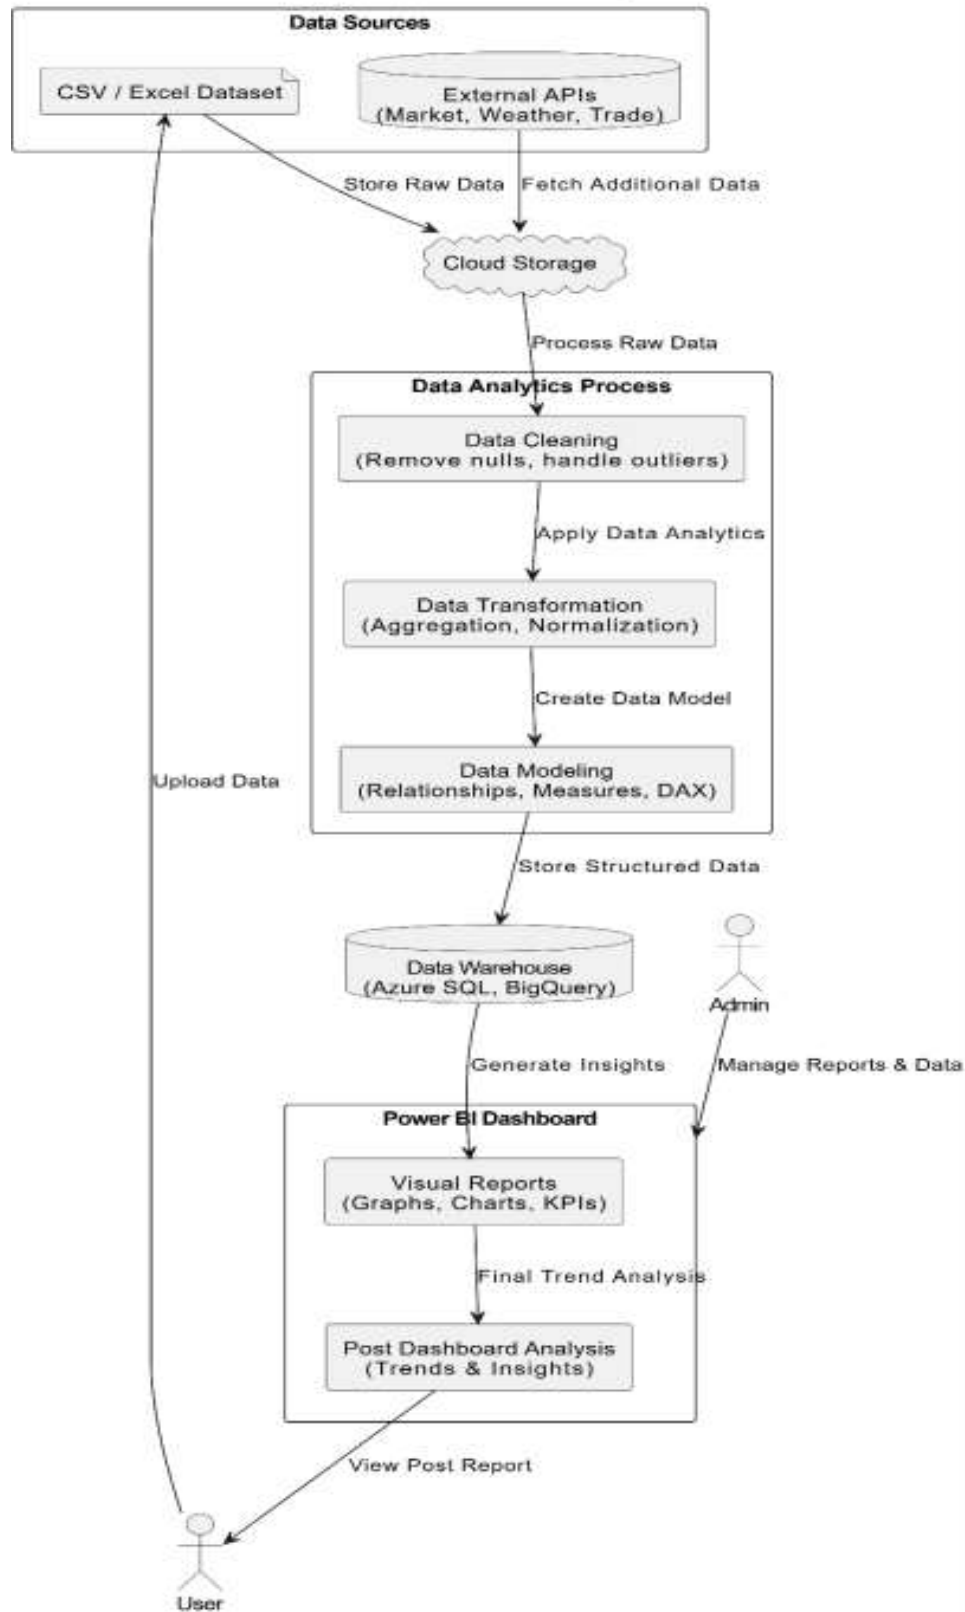 Data Sources
CSV / Excel Dataset
External APIs
(Market, Weather, Trade)
Store Raw Data
Fetch Additional Data
Cloud Storage
Process Raw Data
Data Analytics Process
Data Cleaning
(Remove nulls, handle outliers)
Apply Data Analytics
Data Transformation
(Aggregation, Normalization)
Create Data Model
Data Modeling
(Relationships, Measures, DAX)
Upload Data
Store Structured Data
Data Warehouse
(Azure SQL, BigQuery)
Admin
Generate Insights
Manage Reports & Data
Power BI Dashboard
Visual Reports
(Graphs, Charts, KPIs)
Final Trend Analysis
Post Dashboard Analysis
(Trends & Insights)
View Post Report
User